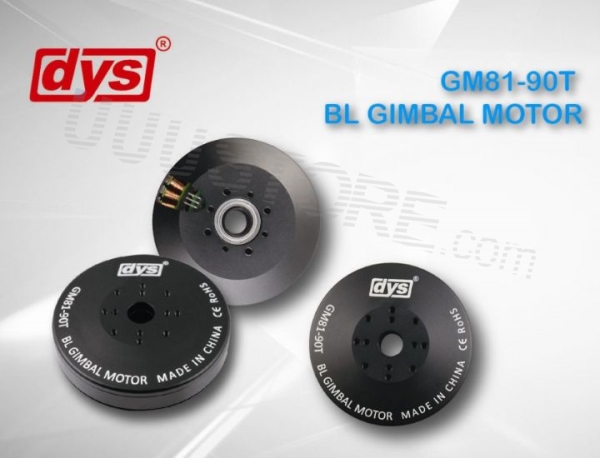 dys®
GM81-90T
BL GIMBAL MOTOR
dys
GM81-90T BL GIMBAL MOTOR MADE IN CHINA CE RoHS
dys
GM81-90T BL GIMBAL MOTOR MADE IN CHINA CE RoHS